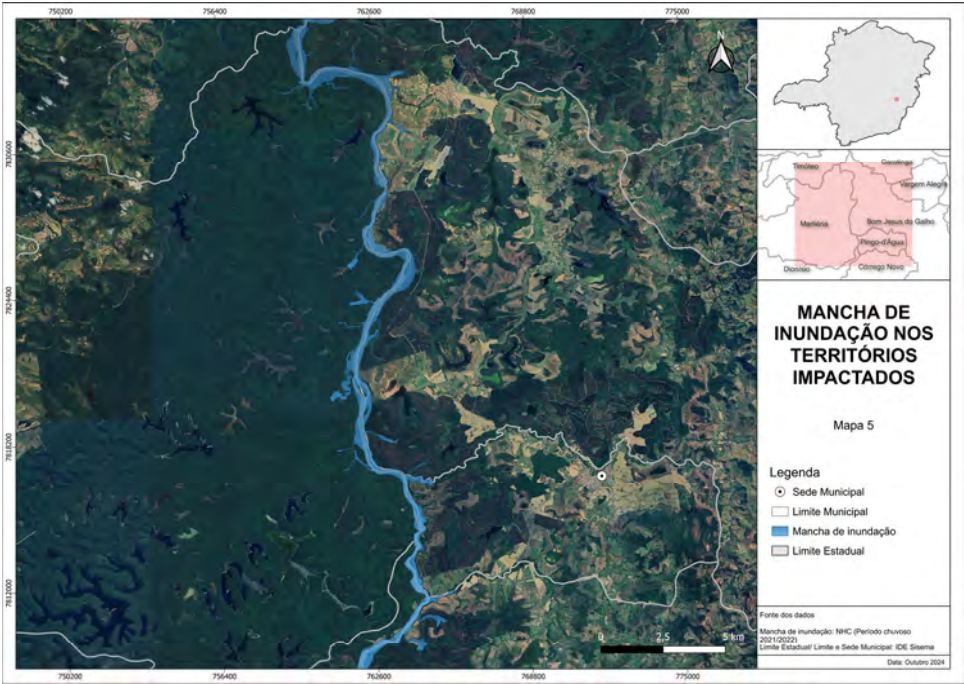 750200 756400 762600 768800 775000
7830600
7824400
7818200
7812000
N
0 2.5 5 km
750200 756400 762600 768800 775000
Timóteo
Caratinga
Vargem Alegre
Marliéria
Bom Jesus do Galho
Pingo-d'Água
Dionísio
Córrego Novo
MANCHA DE
INUNDAÇÃO NOS
TERRITÓRIOS
IMPACTADOS
Mapa 5
Legenda
Sede Municipal
Limite Municipal
Mancha de inundação
Limite Estadual
Fonte dos dados
Mancha de inundação: NHC (Período chuvoso
2021/2022)
Limite Estadual/ Limite e Sede Municipal: IDE Sisema
Data: Outubro 2024